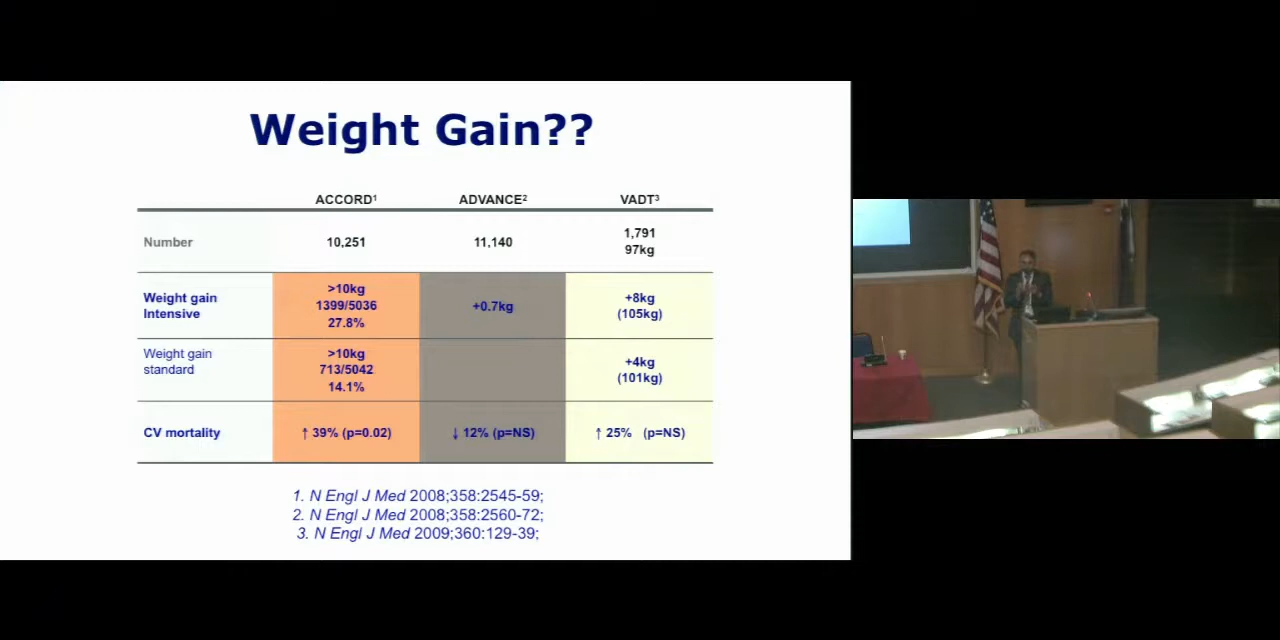 Weight Gain??
ACCORD¹ ADVANCE² VADT³
Number 10,251 11,140 1,791
97kg
Weight gain Intensive >10kg
1399/5036
27.8% +0.7kg +8kg
(105kg)
Weight gain standard >10kg
713/5042
14.1% +4kg
(101kg)
CV mortality ↑ 39% (p=0.02) ↓ 12% (p=NS) ↑ 25% (p=NS)
1. N Engl J Med 2008;358:2545-59;
2. N Engl J Med 2008;358:2560-72;
3. N Engl J Med 2009;360:129-39;